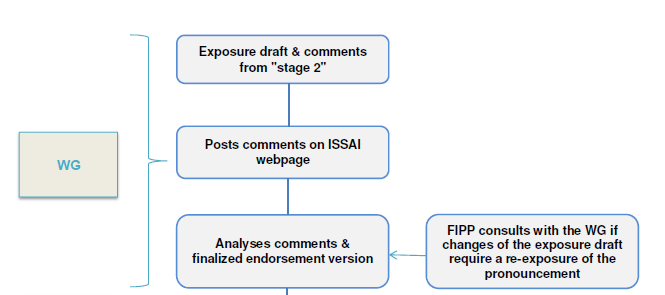 Exposure draft & comments
from "stage 2"
Posts comments on ISSAI
webpage
WG
Analyses comments &
finalized endorsement version
FIPP consults with the WG if
changes of the exposure draft
require a re-exposure of the
pronouncement